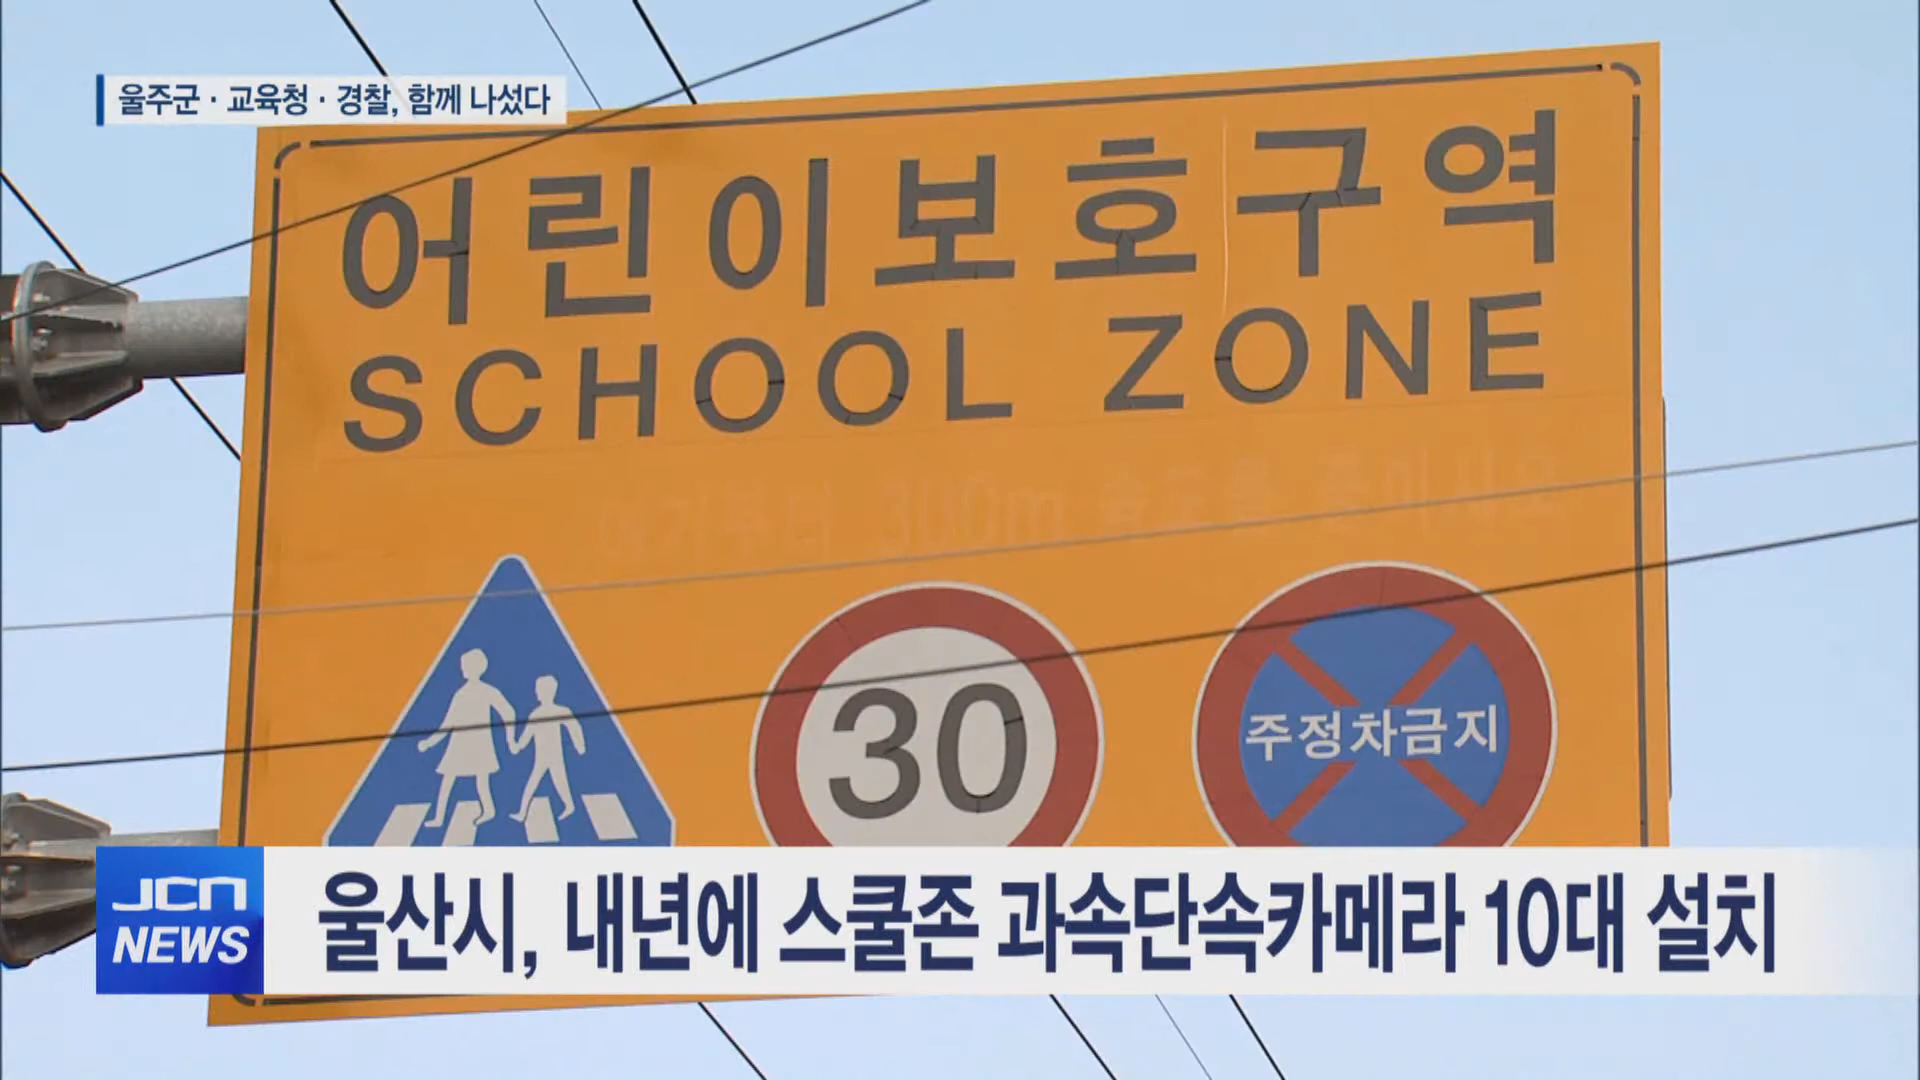 울주군 · 교육청 · 경찰, 함께 나섰다
어린이보호구역
SCHOOL ZONE
30
주정차금지
JCN
NEWS
울산시, 내년에 스쿨존 과속단속카메라 10대 설치